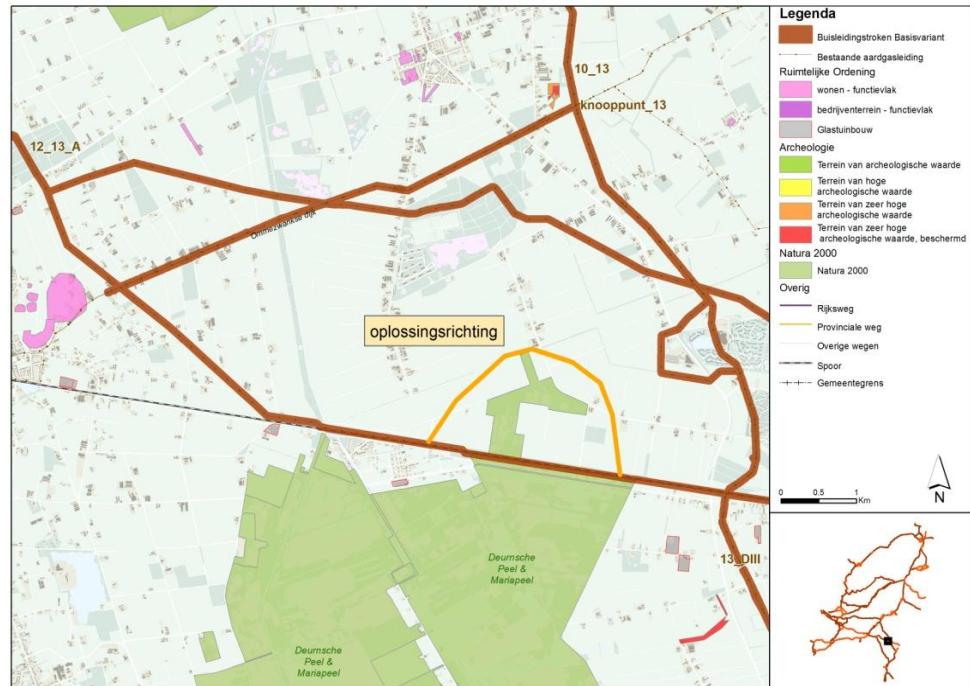 10_13
knooppunt_13
12_13_A
Ommezwankse dijk
oplossingsrichting
Deurnsche
Peel &
Mariapeel
13_DIII
Deurnsche
Peel &
Mariapeel
Legenda
Buisleidingstroken Basisvariant
Bestaande aardgasleiding
Ruimtelijke Ordening
wonen - functievlak
bedrijventerrein - functievlak
Glastuinbouw
Archeologie
Terrein van archeologische waarde
Terrein van hoge
archeologische waarde
Terrein van zeer hoge
archeologische waarde
Terrein van zeer hoge
archeologische waarde, beschermd
Natura 2000
Natura 2000
Overig
Rijksweg
Provinciale weg
Overige wegen
Spoor
Gemeentegrens
0 0.5 1
Km
N